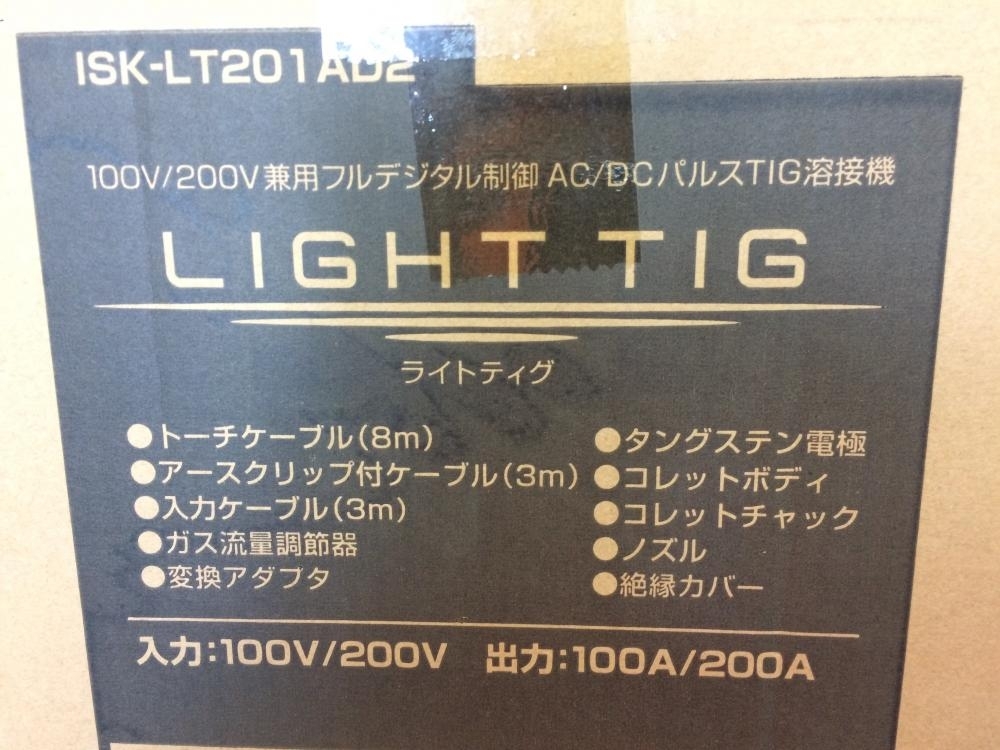 ISK-LT201AD2
100V/200V兼用フルデジタル制御 AC/DCパルスTIG溶接機
LIGHT TIG
ライトティグ
●トーチケーブル(8m)
●アースクリップ付ケーブル(3m)
●入力ケーブル(3m)
●ガス流量調節器
●変換アダプタ
●タングステン電極
●コレットボディ
●コレットチャック
●ノズル
●絶縁カバー
入力:100V/200V 出力:100A/200A